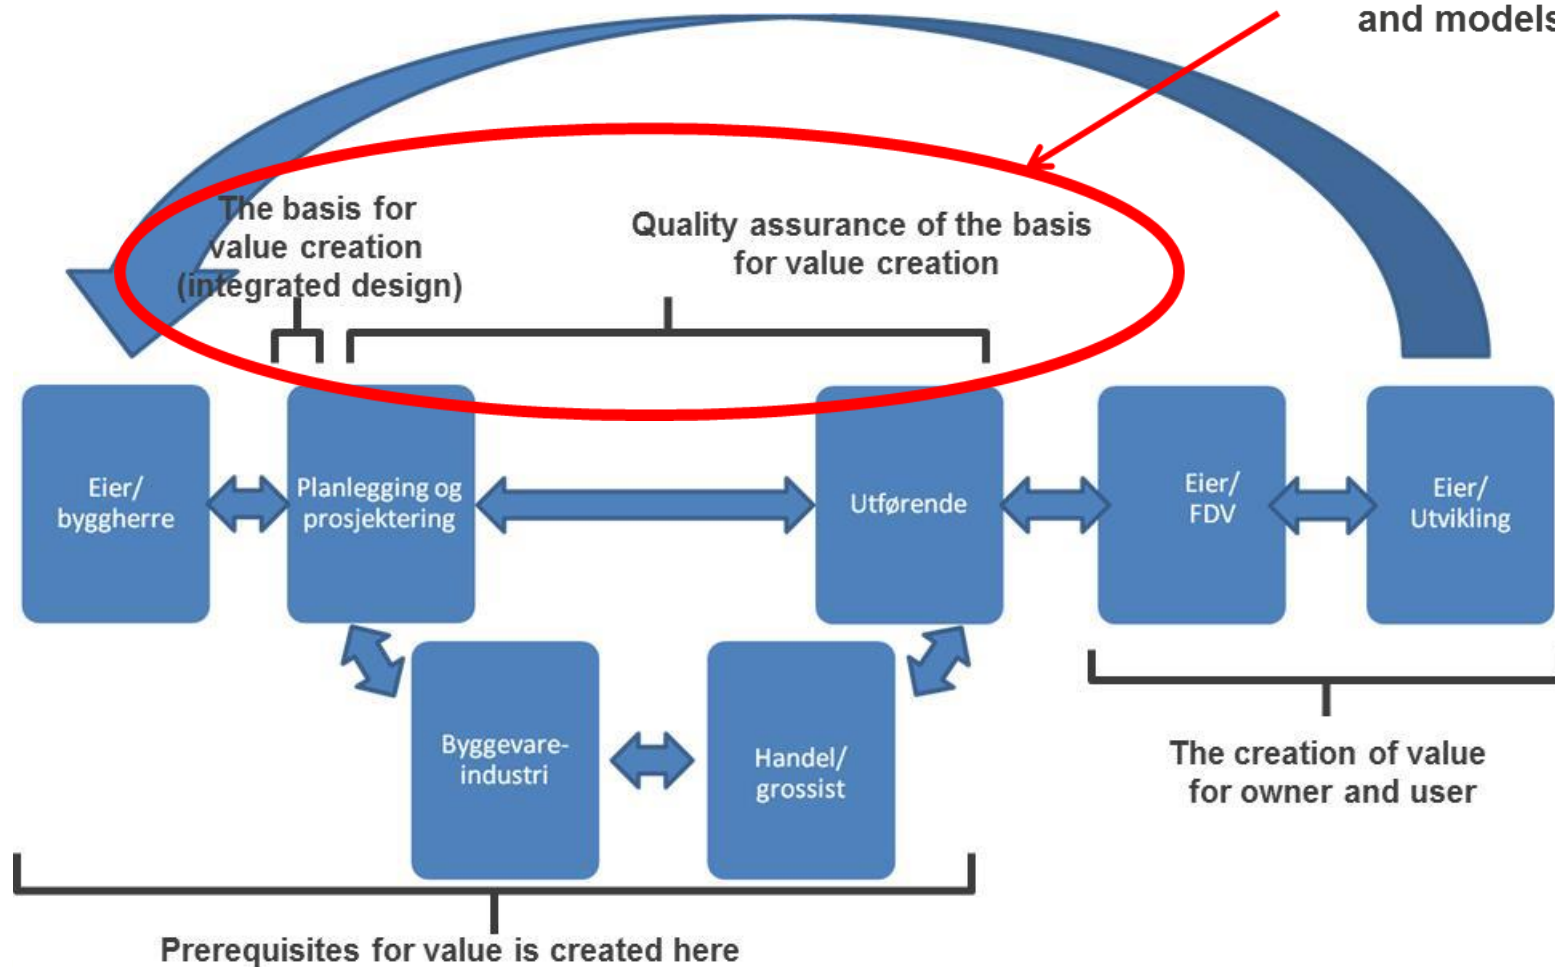 and models
The basis for
value creation
(integrated design)
Quality assurance of the basis
for value creation
Eier/
byggherre
Planlegging og
prosjektering
Utførende
Eier/
FDV
Eier/
Utvikling
Byggevare-
industri
Handel/
grossist
The creation of value
for owner and user
Prerequisites for value is created here